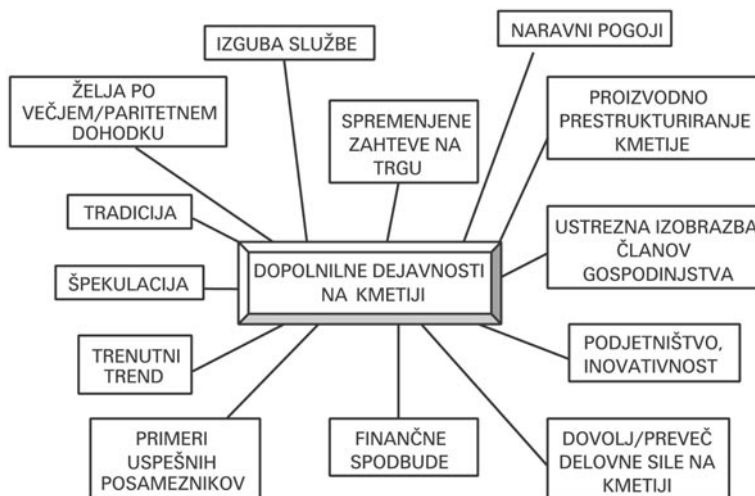 IZGUBA SLUŽBE
NARAVNI POGOJI
ŽELJA PO
VEČJEM/PARITETNEM
DOHODKU
SPREMENJENE
ZAHTEVE NA
TRGU
PROIZVODNO
PRESTRUKTURIRANJE
KMETIJE
TRADICIJA
USTREZNA IZOBRAZBA
ČLANOV
GOSPODINJSTVA
DOPOLNILNE DEJAVNOSTI
NA KMETIJI
ŠPEKULACIJA
TRENUTNI
TREND
PODJETNIŠTVO,
INOVATIVNOST
PRIMERI
USPEŠNIH
POSAMEZNIKOV
FINANČNE
SPODBUDE
DOVOLJ/PREVEČ
DELOVNE SILE NA
KMETIJI